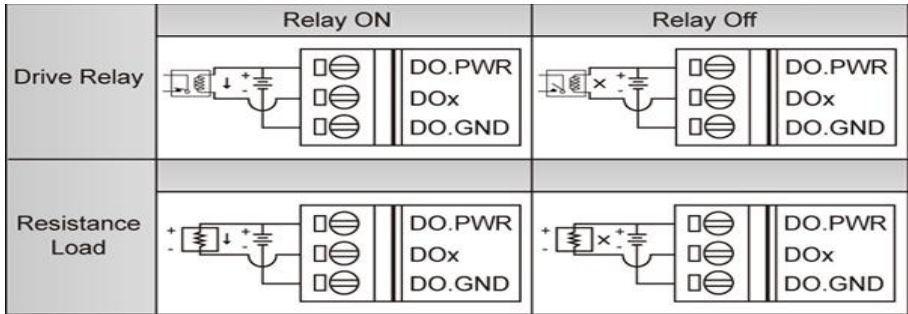 Relay ON
Relay Off
Drive Relay
DO.PWR
DOx
DO.GND
DO.PWR
DOx
DO.GND
Resistance
Load
DO.PWR
DOx
DO.GND
DO.PWR
DOx
DO.GND